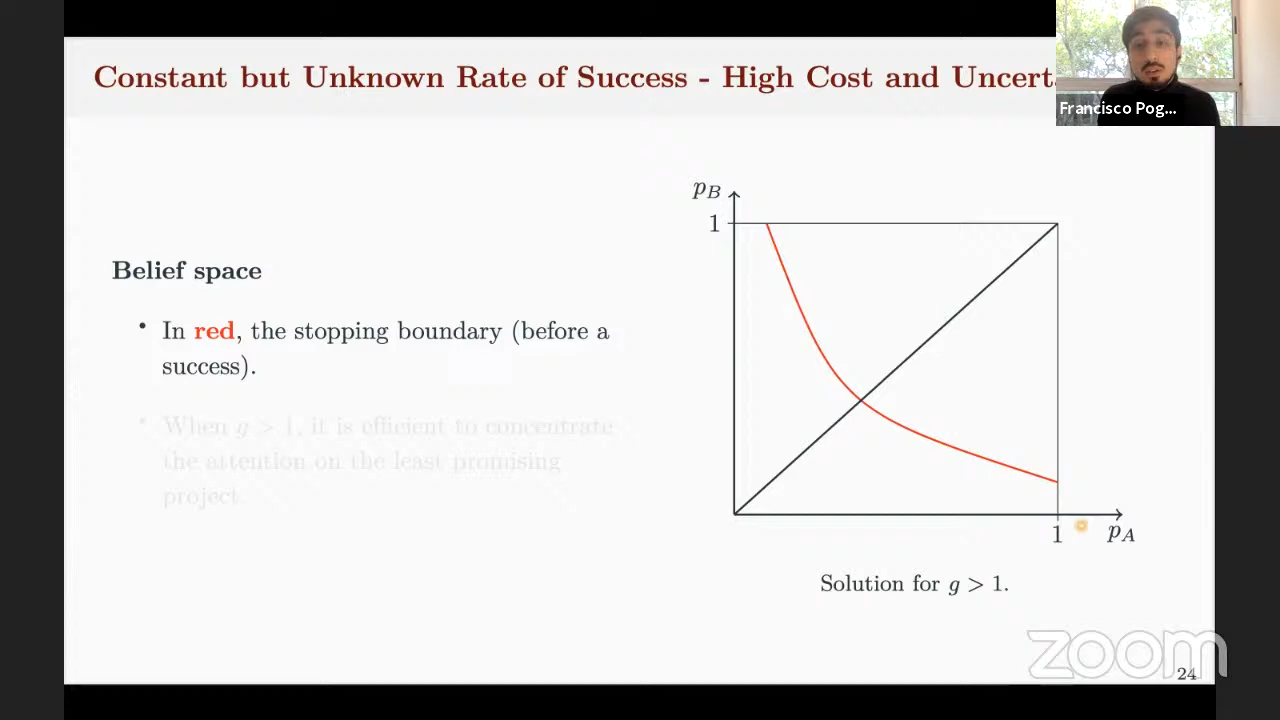 Constant but Unknown Rate of Success - High Cost and Uncert
Francisco Pog...
p_B
1
Belief space
• In red, the stopping boundary (before a
success).
• When g > 1, it is efficient to concentrate
the attention on the least promising
project.
1
p_A
Solution for g > 1.
zoom
24